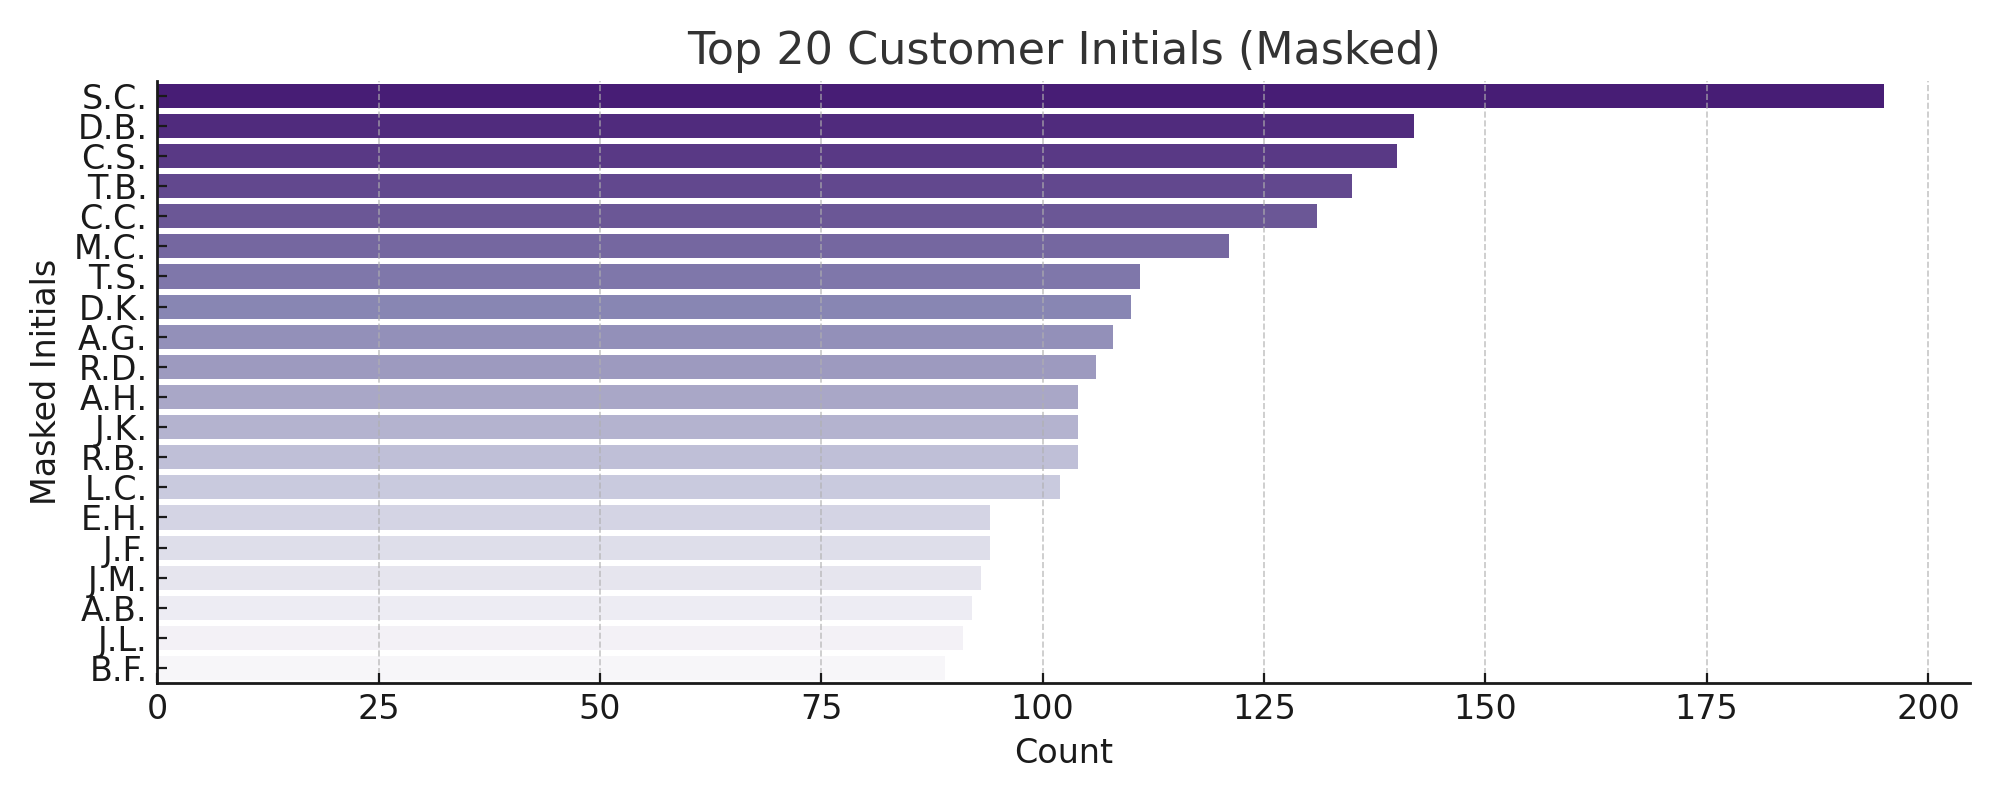 Top 20 Customer Initials (Masked)
Masked Initials
S.C.
D.B.
C.S.
T.B.
C.C.
M.C.
T.S.
D.K.
A.G.
R.D.
A.H.
J.K.
R.B.
L.C.
E.H.
J.F.
J.M.
A.B.
J.L.
B.F.
0 25 50 75 100 125 150 175 200
Count